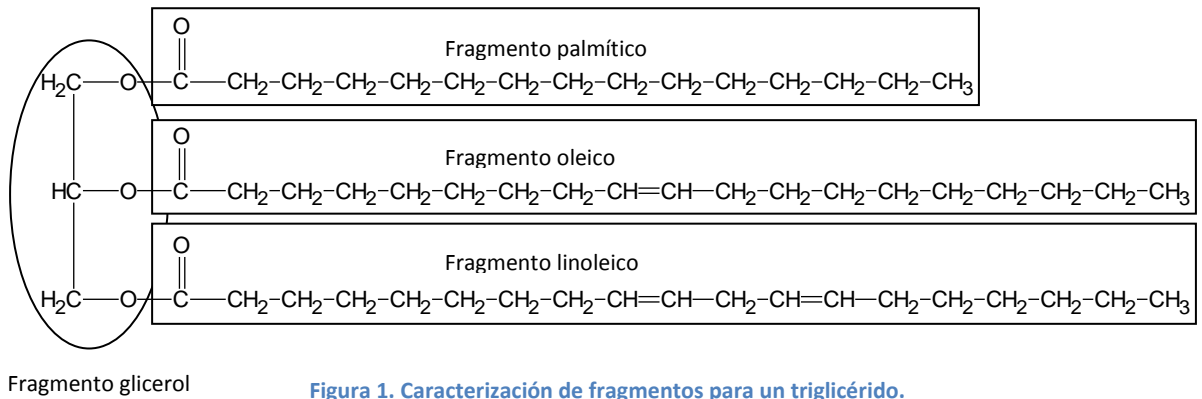 O
Fragmento palmítico
H₂C—O—C—CH₂-CH₂-CH₂-CH₂-CH₂-CH₂-CH₂-CH₂-CH₂-CH₂-CH₂-CH₂-CH₂-CH₃
O
Fragmento oleico
HC—O—C—CH₂-CH₂-CH₂-CH₂-CH₂-CH₂-CH₂-CH=CH-CH₂-CH₂-CH₂-CH₂-CH₂-CH₂-CH₂-CH₂-CH₃
O
Fragmento linoleico
H₂C—O—C—CH₂-CH₂-CH₂-CH₂-CH₂-CH₂-CH₂-CH=CH-CH₂-CH=CH-CH₂-CH₂-CH₂-CH₂-CH₂-CH₃
Fragmento glicerol
Figura 1. Caracterización de fragmentos para un triglicérido.